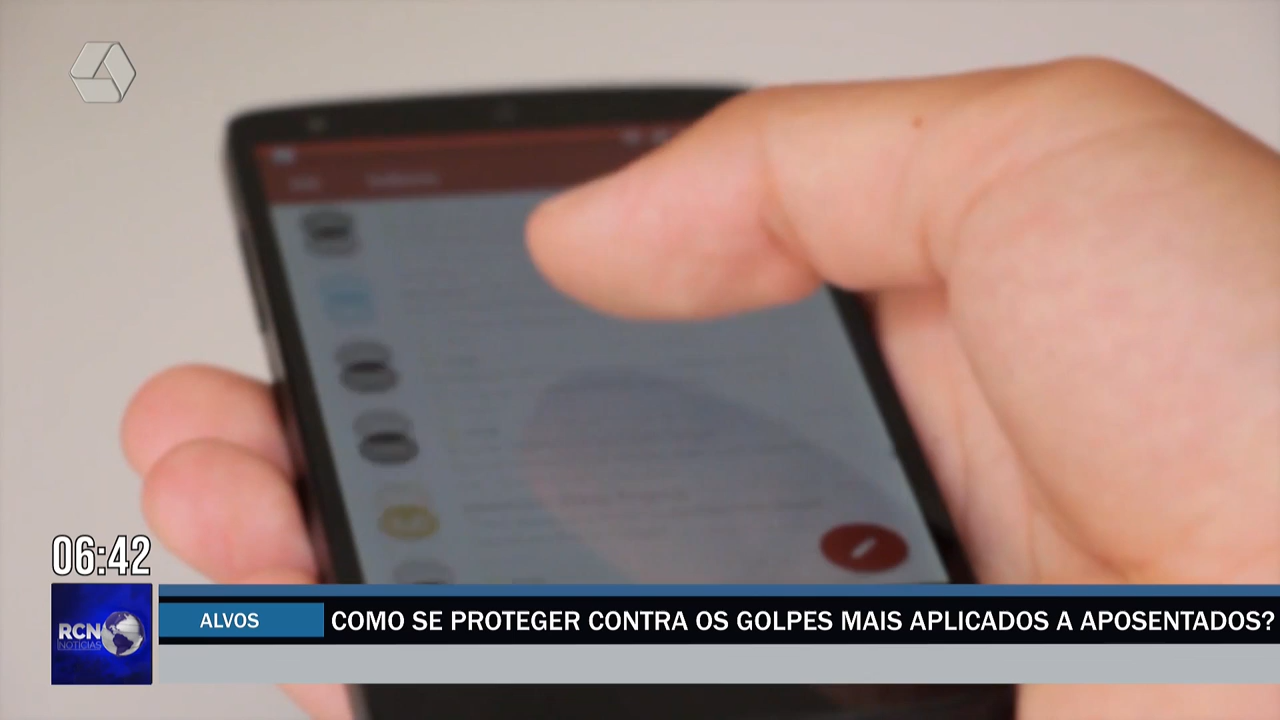 06:42
RCN
NOTÍCIAS
ALVOS
COMO SE PROTEGER CONTRA OS GOLPES MAIS APLICADOS A APOSENTADOS?